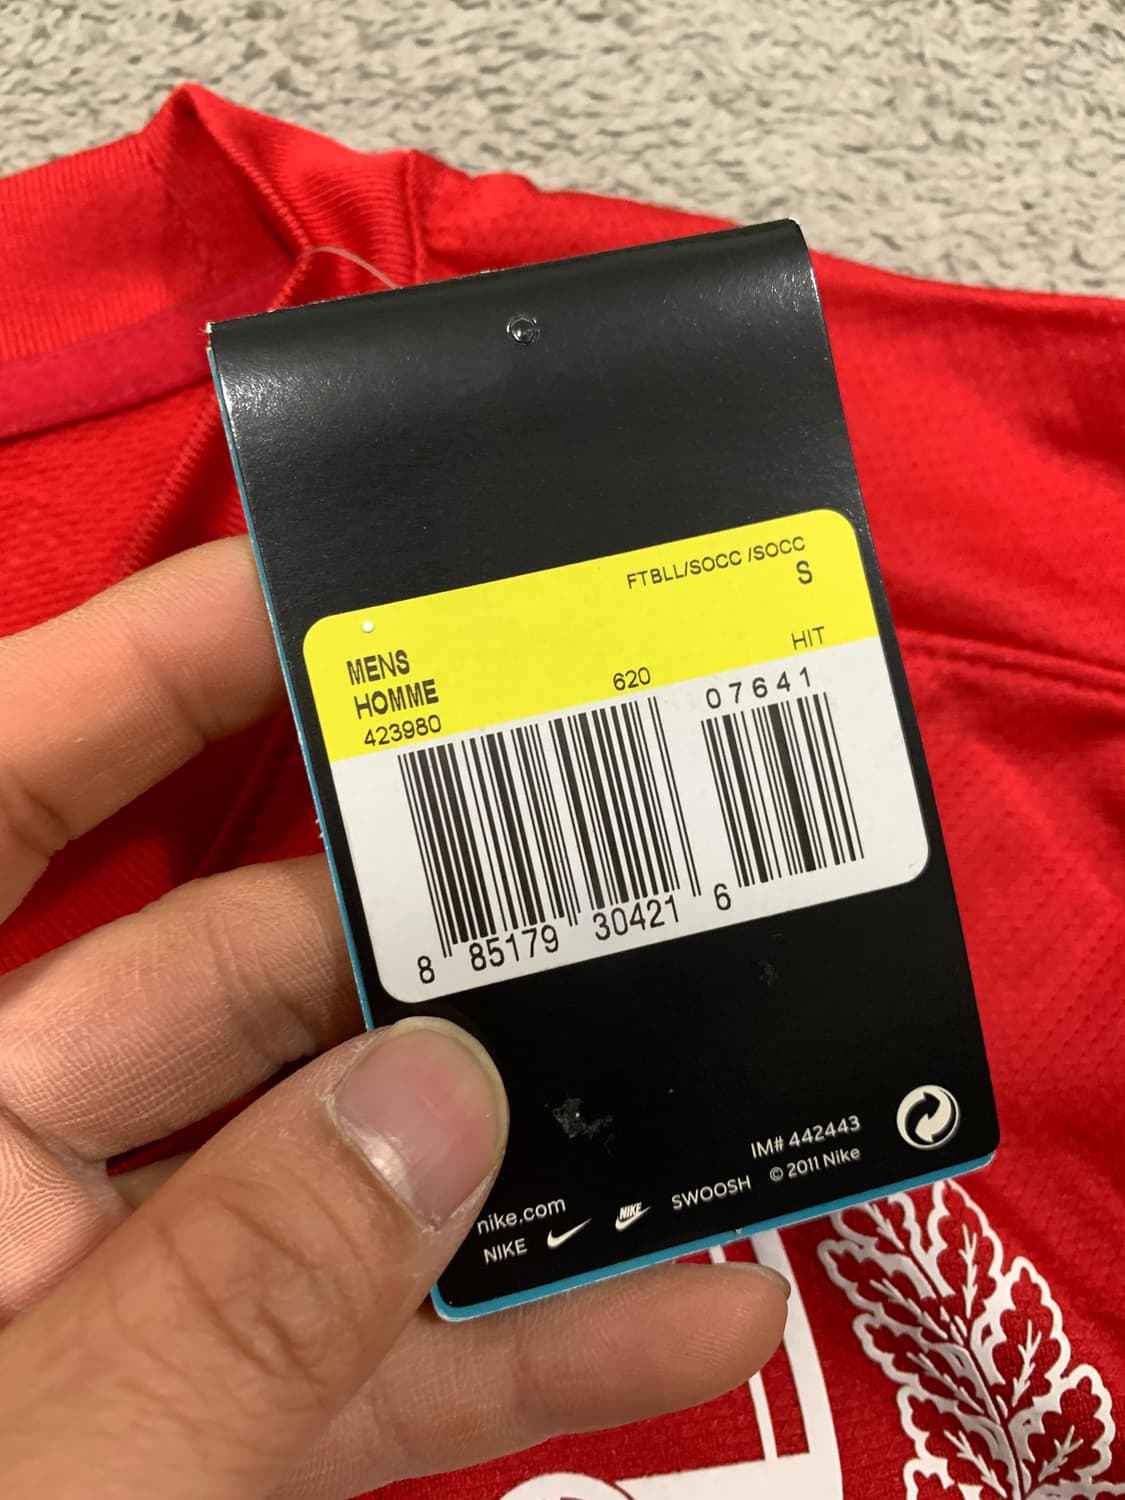 FTBLL/SOCC /SOCC
S
HIT
MENS
HOMME
423980
620
07641
8 85179 30421 6
IM# 442443
© 2011 Nike
nike.com
NIKE NIKE SWOOSH